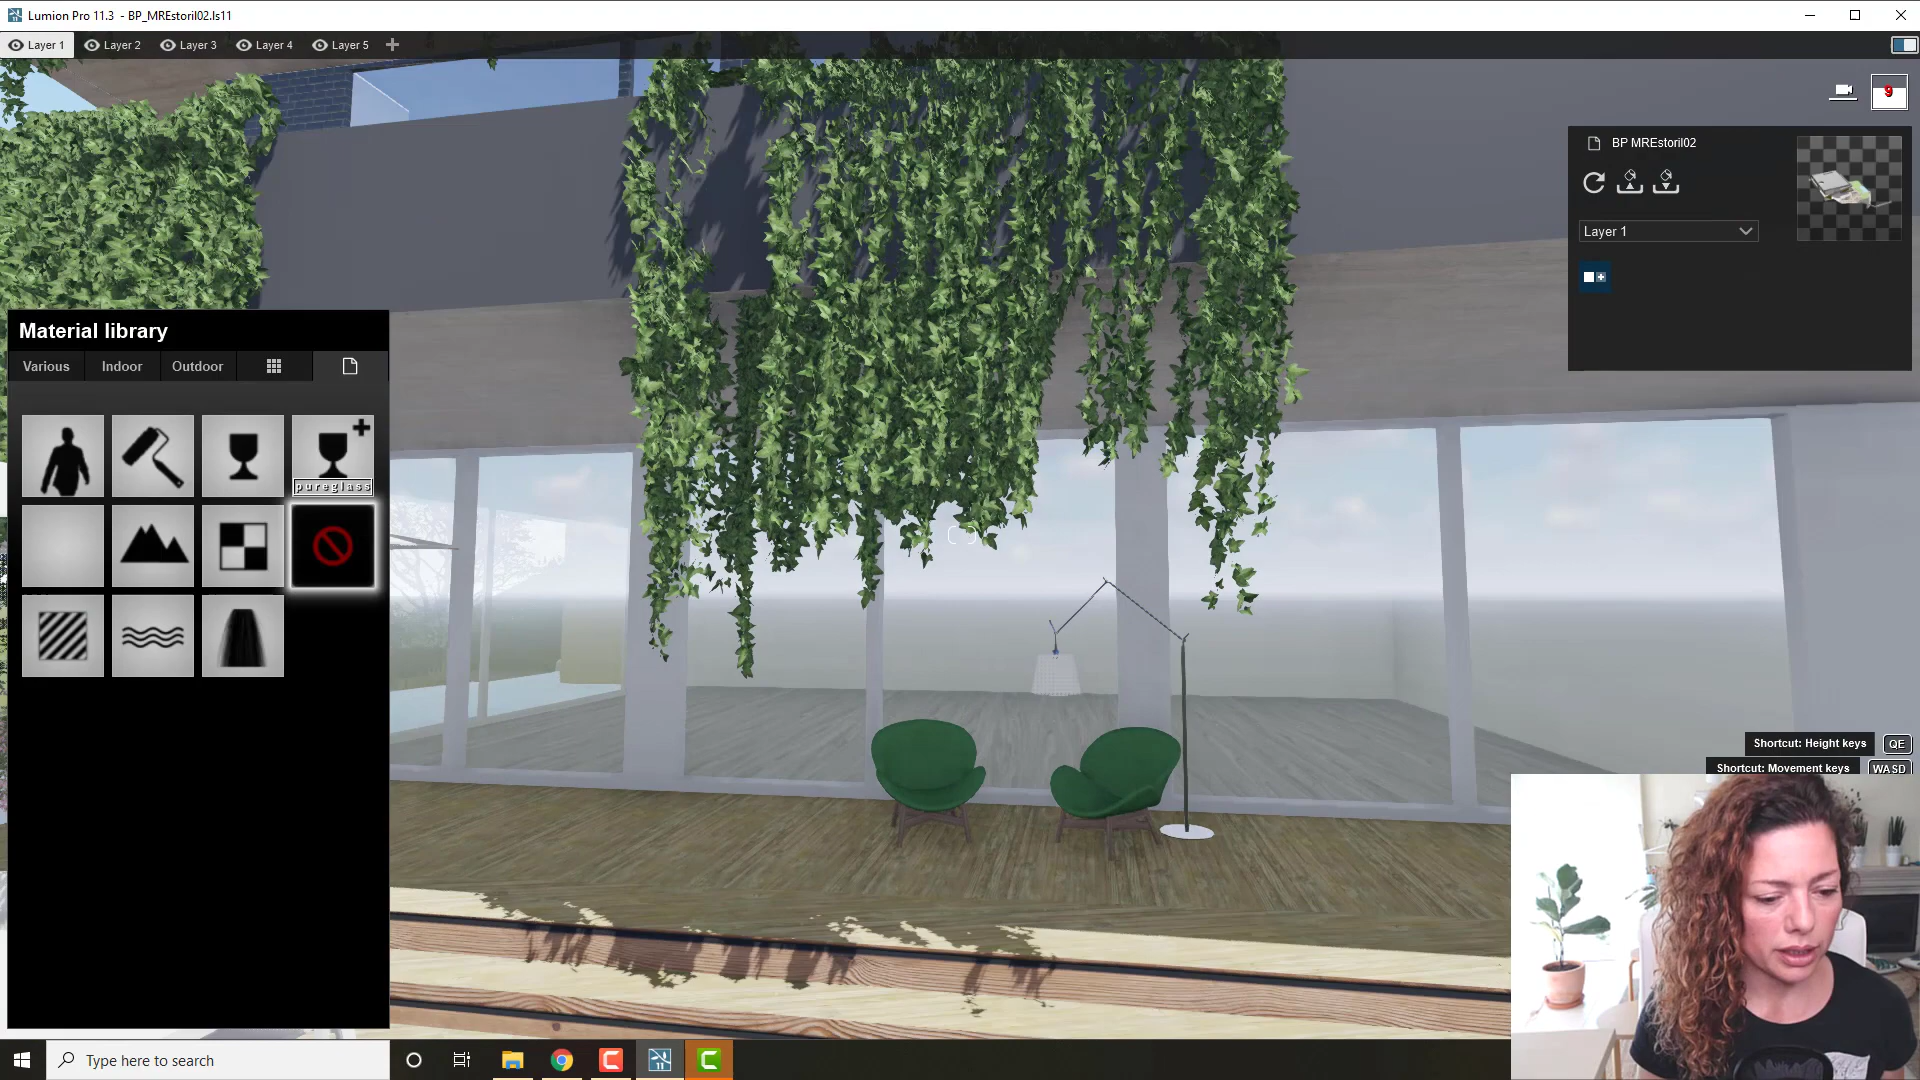 Lumion Pro 11.3 - BP_MREstoril02.ls11
Layer 1
Layer 2
Layer 3
Layer 4
Layer 5
9
BP MREstoril02
Layer 1
Material library
Various
Indoor
Outdoor
pureglass
Shortcut: Height keys
QE
Shortcut: Movement keys
WASD
Type here to search
11